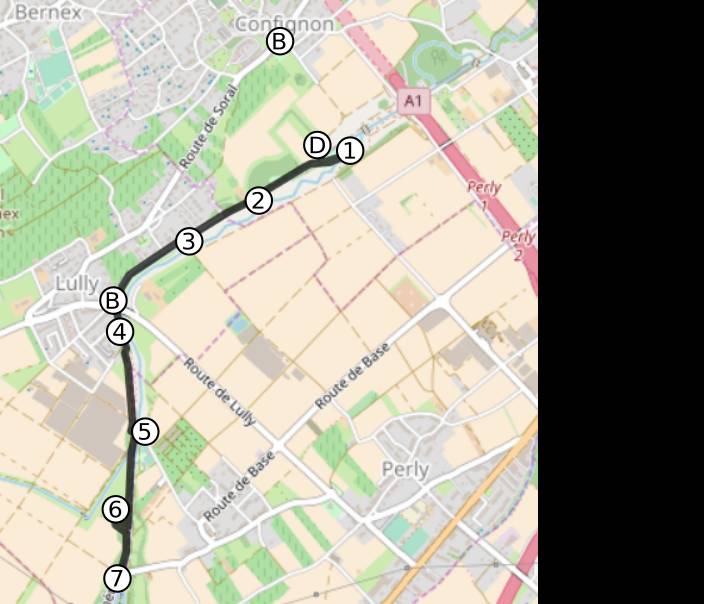 Bernex
Confignon
B
A1
Route de Soral
D
1
Perly
1
2
Perly
2
3
Lully
B
4
Route de Lully
Route de Base
5
Perly
Route de Base
6
7